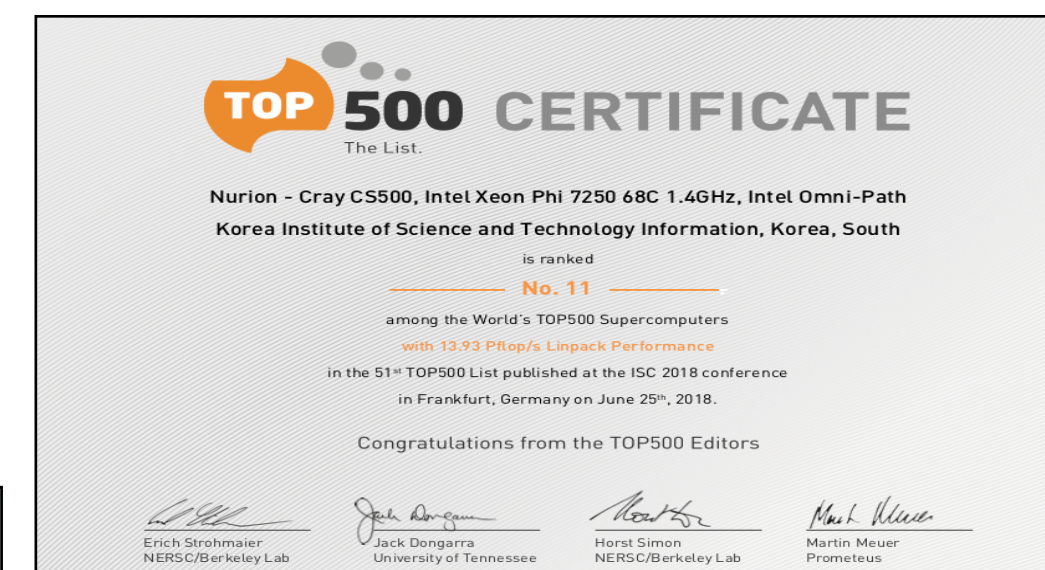 TOP 500 CERTIFICATE
The List.
Nurion - Cray CS500, Intel Xeon Phi 7250 68C 1.4GHz, Intel Omni-Path
Korea Institute of Science and Technology Information, Korea, South
is ranked
No. 11
among the World's TOP500 Supercomputers
with 13.93 Pflop/s Linpack Performance
in the 51st TOP500 List published at the ISC 2018 conference
in Frankfurt, Germany on June 25th, 2018.
Congratulations from the TOP500 Editors
Erich Strohmaier Jack Dongarra Horst Simon Martin Meuer
NERSC/Berkeley Lab University of Tennessee NERSC/Berkeley Lab Prometeus